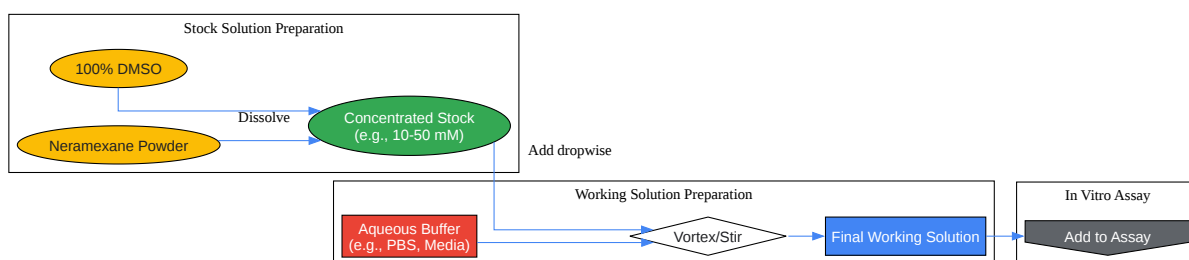 Stock Solution Preparation
100% DMSO
Dissolve
Neramexane Powder
Concentrated Stock
(e.g., 10-50 mM)
Add dropwise
Working Solution Preparation
Aqueous Buffer
(e.g., PBS, Media)
Vortex/Stir
Final Working Solution
In Vitro Assay
Add to Assay